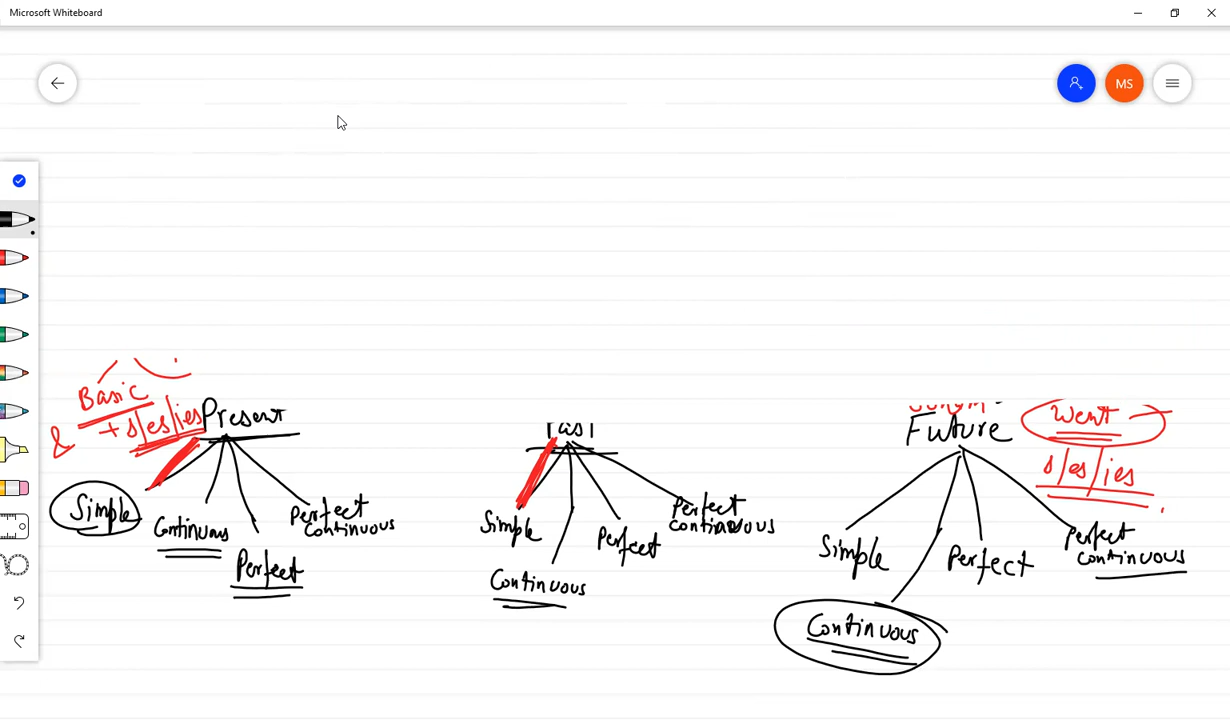 Microsoft Whiteboard
MS
Basic
& + s/es/ies
Present
Simple
Continuous
Perfect
Perfect
Continuous
Past
Simple
Continuous
Perfect
Perfect
Continuous
Future
Went
s/es/ies
Simple
Continuous
Perfect
Perfect
Continuous